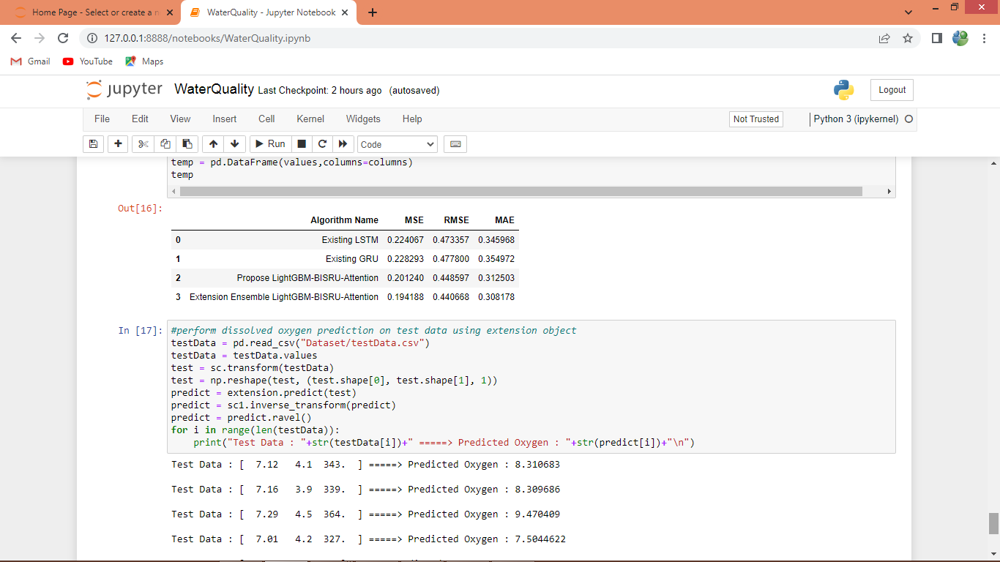 Home Page - Select or create a n
WaterQuality - Jupyter Notebook
127.0.0.1:8888/notebooks/WaterQuality.ipynb
Gmail YouTube Maps
jupyter WaterQuality Last Checkpoint: 2 hours ago (autosaved) Logout
File Edit View Insert Cell Kernel Widgets Help Not Trusted Python 3 (ipykernel)
Run Code
temp = pd.DataFrame(values,columns=columns)
temp
Out[16]:
Algorithm Name MSE RMSE MAE
0 Existing LSTM 0.224067 0.473357 0.345968
1 Existing GRU 0.228293 0.477800 0.354972
2 Propose LightGBM-BISRU-Attention 0.201240 0.448597 0.312503
3 Extension Ensemble LightGBM-BISRU-Attention 0.194188 0.440668 0.308178
In [17]: #perform dissolved oxygen prediction on test data using extension object
testData = pd.read_csv("Dataset/testData.csv")
testData = testData.values
test = sc.transform(testData)
test = np.reshape(test, (test.shape[0], test.shape[1], 1))
predict = extension.predict(test)
predict = sc1.inverse_transform(predict)
predict = predict.ravel()
for i in range(len(testData)):
    print("Test Data : "+str(testData[i])+" =====> Predicted Oxygen : "+str(predict[i])+"\n")
Test Data : [  7.12   4.1  343.  ] =====> Predicted Oxygen : 8.310683
Test Data : [  7.16   3.9  339.  ] =====> Predicted Oxygen : 8.309686
Test Data : [  7.29   4.5  364.  ] =====> Predicted Oxygen : 9.470409
Test Data : [  7.01   4.2  327.  ] =====> Predicted Oxygen : 7.5044622